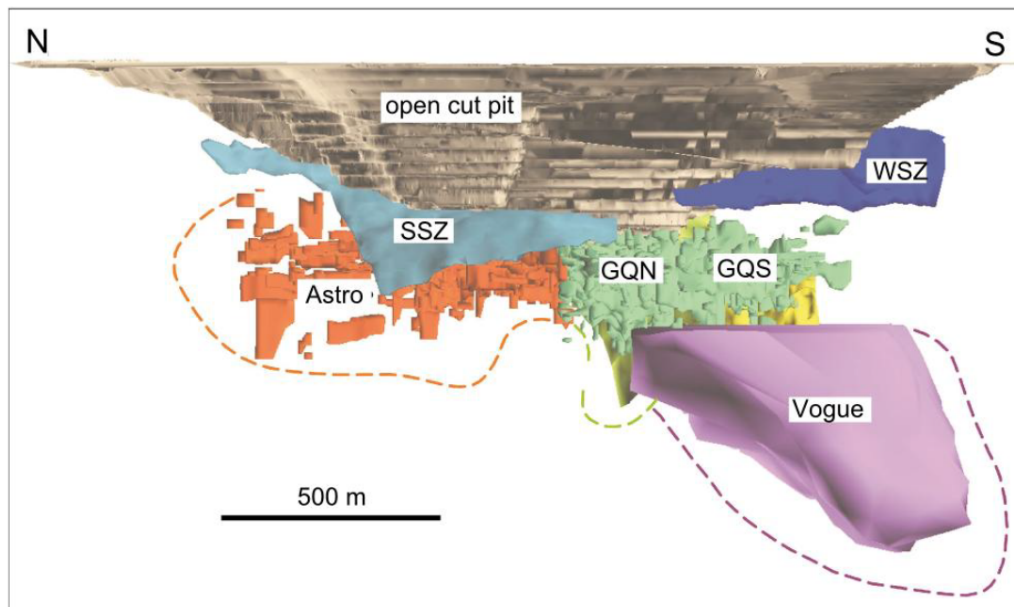 N
S
open cut pit
WSZ
SSZ
GQN
GQS
Astro
Vogue
500 m